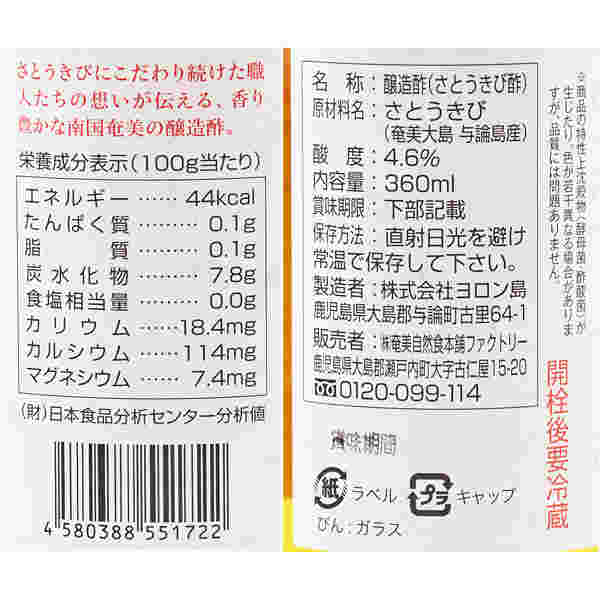 さとうきびにこだわり続けた職
人たちの想いが伝える、香り
豊かな南国奄美の醸造酢。
栄養成分表示（100g当たり）
エネルギー……44kcal
たんぱく質……0.1g
脂　　質……0.1g
炭水化物……7.8g
食塩相当量……0.0g
カリウム……18.4mg
カルシウム……114mg
マグネシウム……7.4mg
（財）日本食品分析センター分析値
4 580388 551722
名　称：醸造酢（さとうきび酢）
原材料名：さとうきび
（奄美大島 与論島産）
酸　度：4.6%
内容量：360ml
賞味期限：下部記載
保存方法：直射日光を避け
常温で保存して下さい。
製造者：株式会社ヨロン島
鹿児島県大島郡与論町古里64-1
販売者：㈱奄美自然食本舗ファクトリー
鹿児島県大島郡瀬戸内町大字古仁屋15-20
0120-099-114
賞味期間
紙 ラベル プラ キャップ
びん：ガラス
※商品の特性上沈殿物（酵母菌・酢酸菌）が
生じたり、色が若干異なる場合がありま
すが、品質には問題ありません。
開栓後要冷蔵